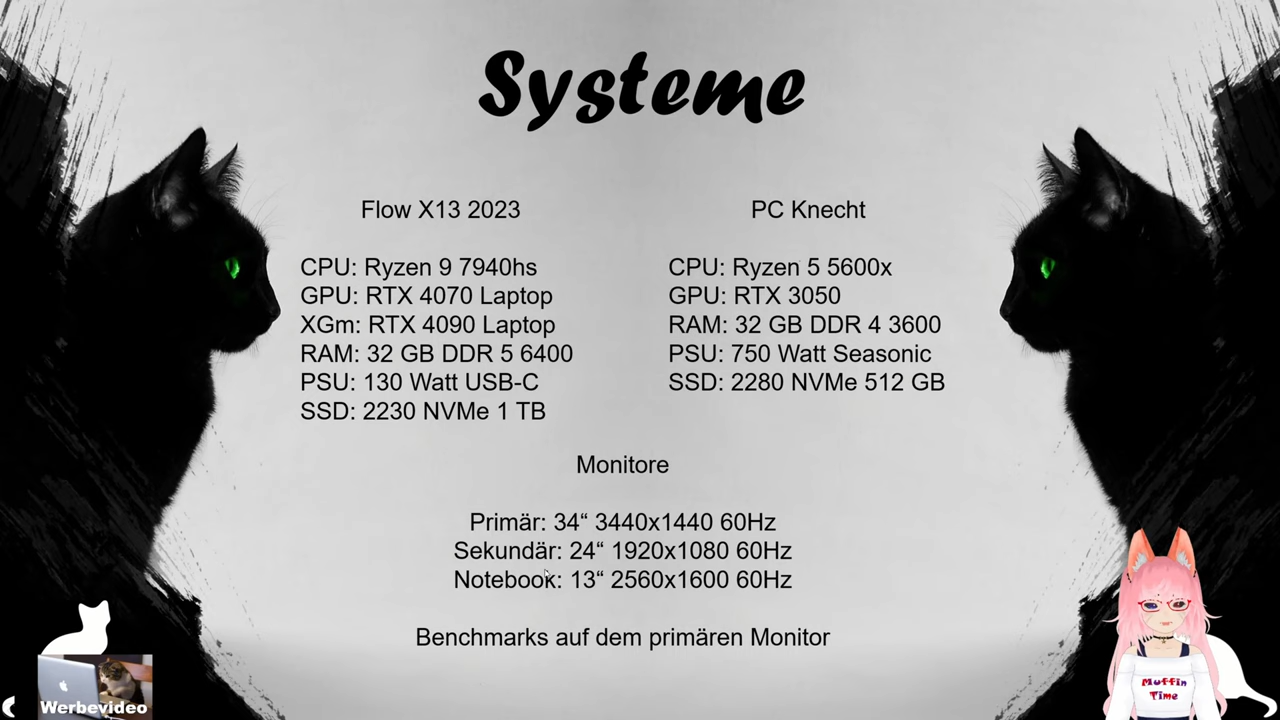 Systeme
Flow X13 2023
CPU: Ryzen 9 7940hs
GPU: RTX 4070 Laptop
XGm: RTX 4090 Laptop
RAM: 32 GB DDR 5 6400
PSU: 130 Watt USB-C
SSD: 2230 NVMe 1 TB
PC Knecht
CPU: Ryzen 5 5600x
GPU: RTX 3050
RAM: 32 GB DDR 4 3600
PSU: 750 Watt Seasonic
SSD: 2280 NVMe 512 GB
Monitore
Primär: 34“ 3440x1440 60Hz
Sekundär: 24“ 1920x1080 60Hz
Notebook: 13“ 2560x1600 60Hz
Benchmarks auf dem primären Monitor
Werbevideo
Muffin
Time